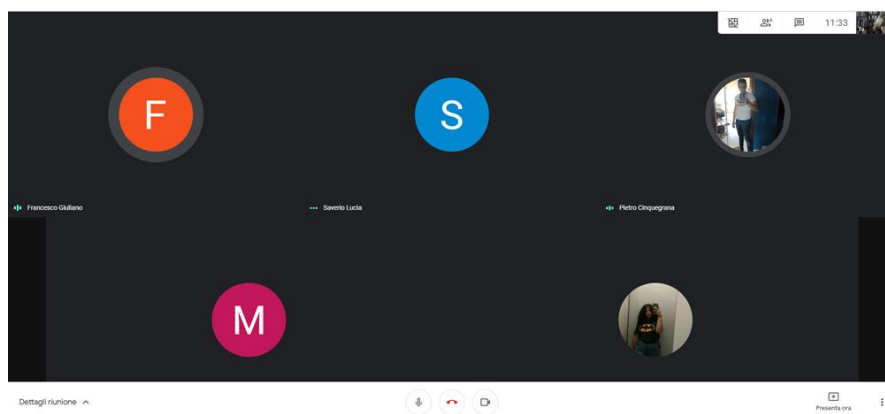 11:33
F
S
Francesco Giuliano
Saverio Lucia
Pietro Cinquegrana
M
Dettagli riunione
Presenta ora